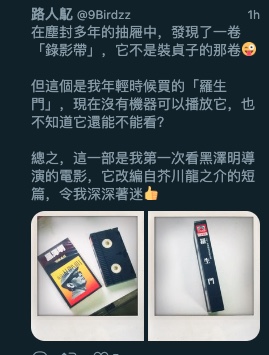 路人鳦 @9Birdzz 1h
在塵封多年的抽屜中，發現了一卷
「錄影帶」，它不是裝貞子的那卷😜
但這個是我年輕時候買的「羅生
門」，現在沒有機器可以播放它，也
不知道它還能不能看?
總之，這一部是我第一次看黑澤明導
演的電影，它改編自芥川龍之介的短
篇，令我深深著迷👍
羅生門
羅生門